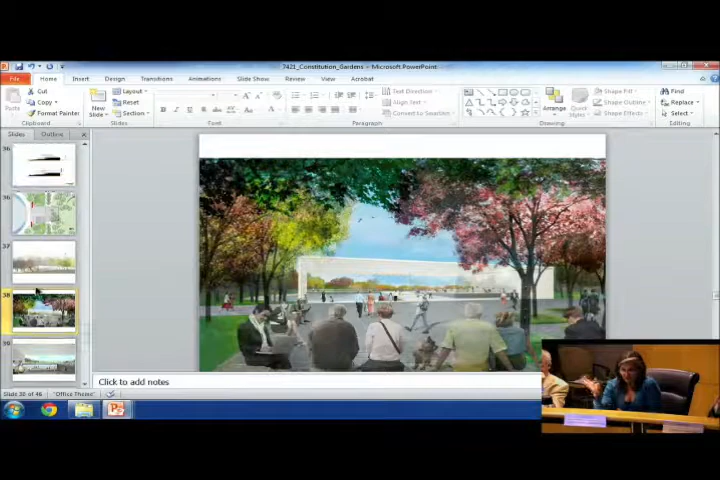 7421_Constitution_Gardens - Microsoft PowerPoint
File Home Insert Design Transitions Animations Slide Show Review View Acrobat
Paste
Cut
Copy
Format Painter
Clipboard
New Slide
Layout
Reset
Section
Slides
Paragraph
Text Direction
Align Text
Convert to SmartArt
Arrange
Quick Styles
Drawing
Shape Fill
Shape Outline
Shape Effects
Find
Replace
Select
Editing
Slides Outline
36
37
38
39
Click to add notes
Slide 38 of 46 "Office Theme"